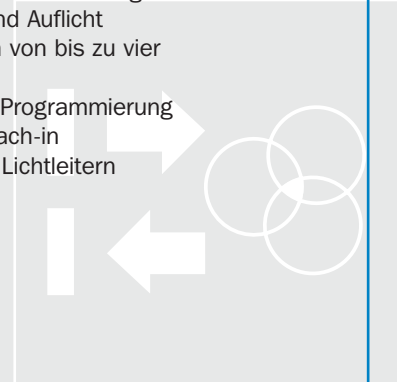 nd Auflicht
von bis zu vier
Programmierung
ach-in
Lichtleitern